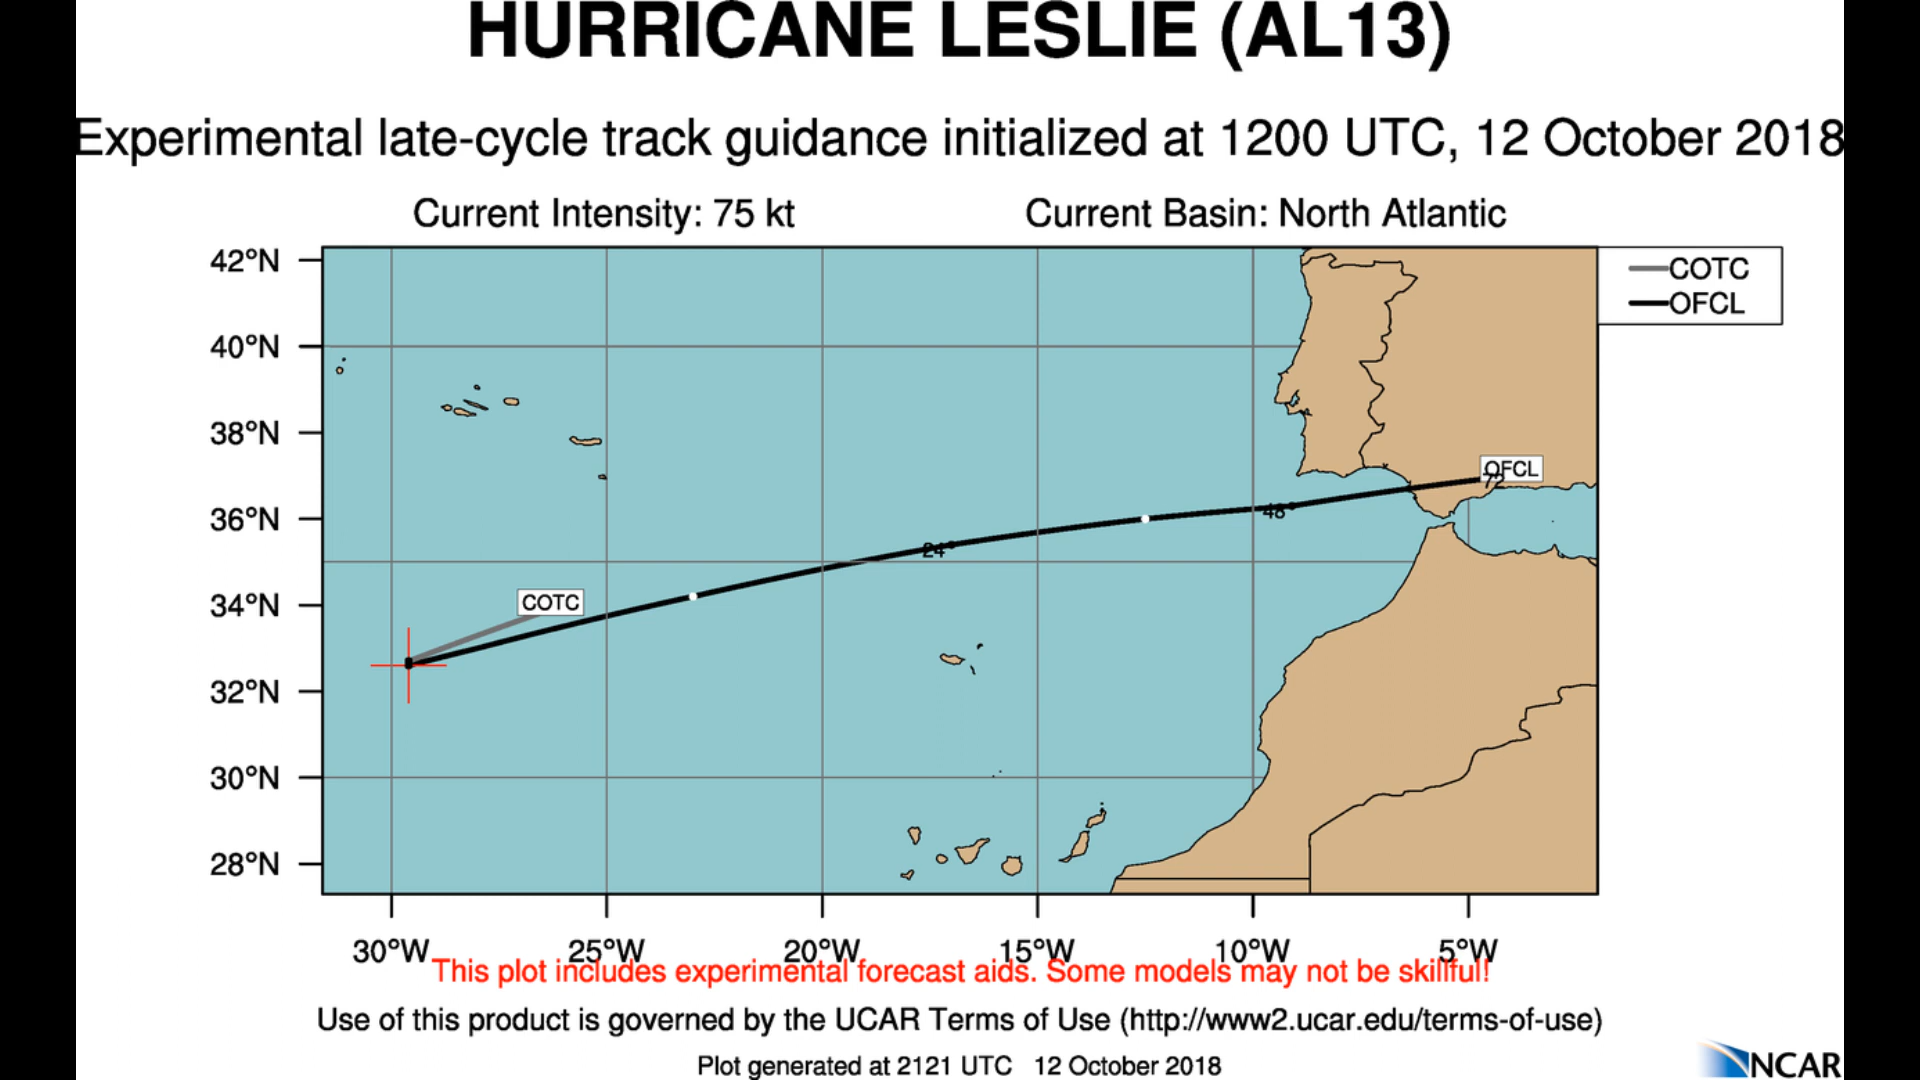 HURRICANE LESLIE (AL13)
Experimental late-cycle track guidance initialized at 1200 UTC, 12 October 2018
Current Intensity: 75 kt
Current Basin: North Atlantic
42°N
COTC
OFCL
40°N
38°N
OFCL
72
36°N
48
24
34°N
COTC
32°N
30°N
28°N
30°W
25°W
20°W
15°W
10°W
5°W
This plot includes experimental forecast aids. Some models may not be skillful!
Use of this product is governed by the UCAR Terms of Use (http://www2.ucar.edu/terms-of-use)
Plot generated at 2121 UTC 12 October 2018
NCAR